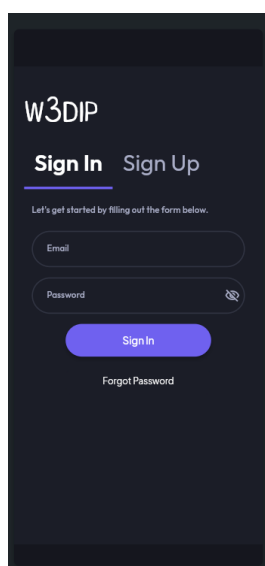 W3DIP
Sign In Sign Up
Let's get started by filling out the form below.
Email
Password
Sign In
Forgot Password